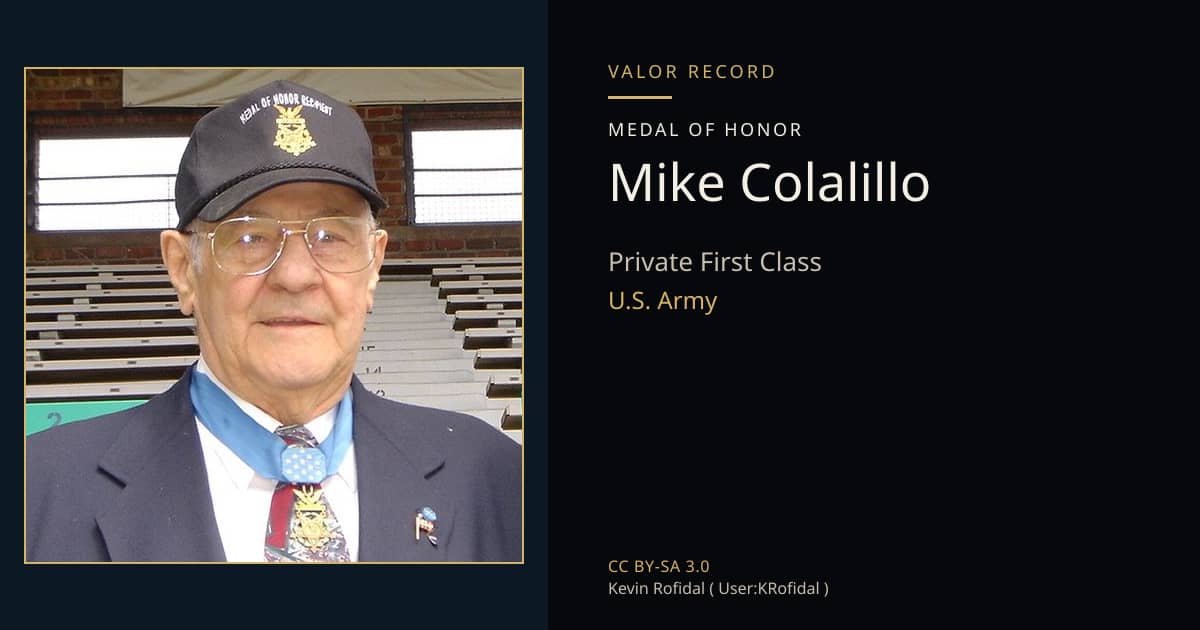 MEDAL OF HONOR RECIPIENT
2
VALOR RECORD
MEDAL OF HONOR
Mike Colalillo
Private First Class
U.S. Army
CC BY-SA 3.0
Kevin Rofidal ( User:KRofidal )